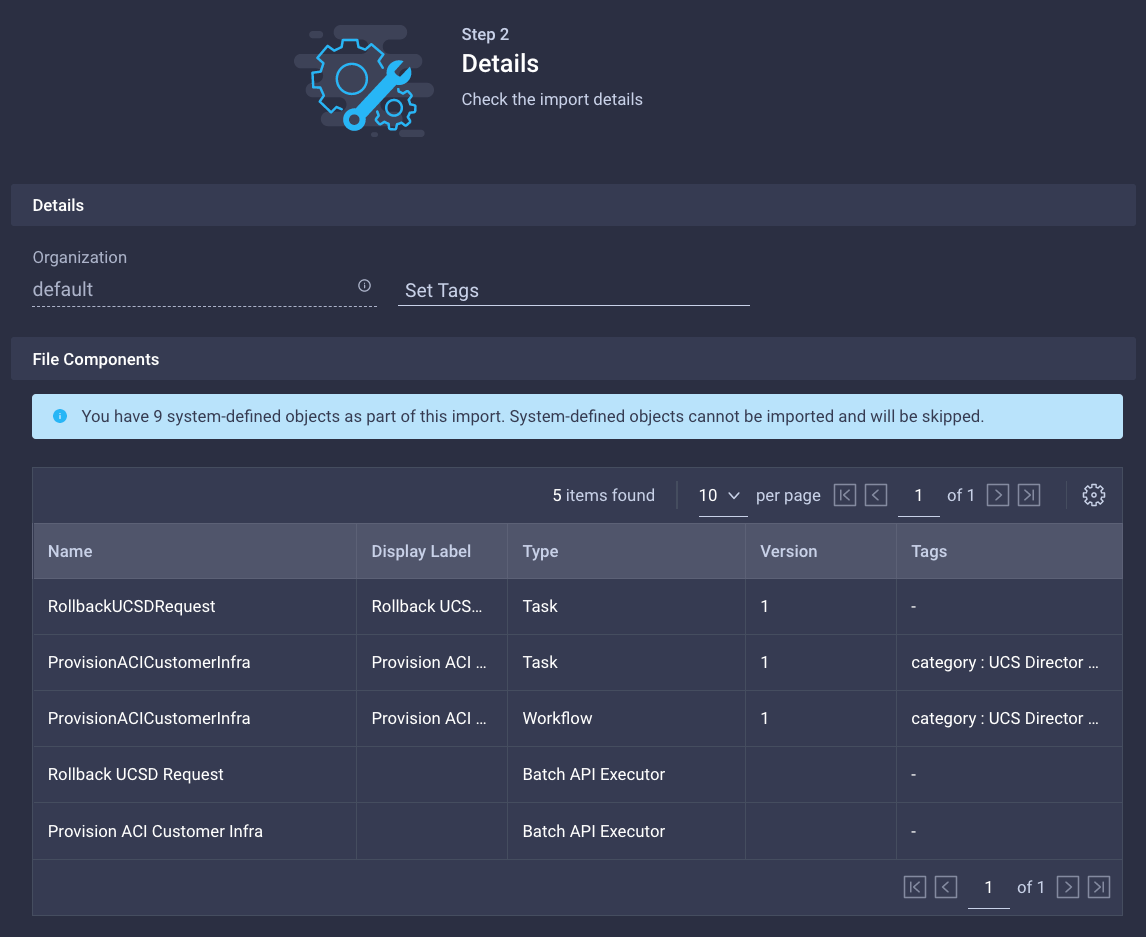 Step 2
Details
Check the import details
Details
Organization
default
Set Tags
File Components
You have 9 system-defined objects as part of this import. System-defined objects cannot be imported and will be skipped.
5 items found 10 per page 1 of 1
Name Display Label Type Version Tags
RollbackUCSDRequest Rollback UCS... Task 1 -
ProvisionACICustomerInfra Provision ACI ... Task 1 category : UCS Director ...
ProvisionACICustomerInfra Provision ACI ... Workflow 1 category : UCS Director ...
Rollback UCSD Request Batch API Executor -
Provision ACI Customer Infra Batch API Executor -
1 of 1